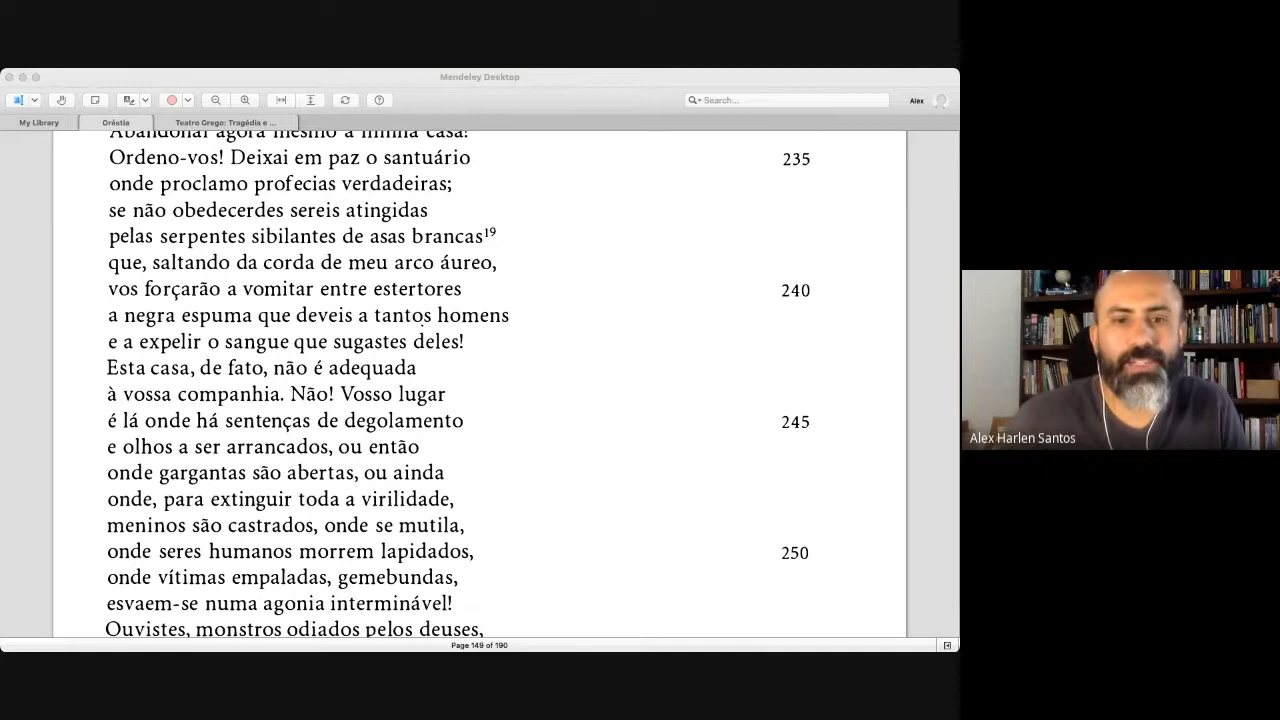 Mendeley Desktop
Search...
Alex
My Library
Oréstia
Teatro Grego: Tragédia e ...
Abandonai agora mesmo a minha casa!
Ordeno-vos! Deixai em paz o santuário 235
onde proclamo profecias verdadeiras;
se não obedecerdes sereis atingidas
pelas serpentes sibilantes de asas brancas¹⁹
que, saltando da corda de meu arco áureo,
vos forçarão a vomitar entre estertores 240
a negra espuma que deveis a tantos homens
e a expelir o sangue que sugastes deles!
Esta casa, de fato, não é adequada
à vossa companhia. Não! Vosso lugar
é lá onde há sentenças de degolamento 245
e olhos a ser arrancados, ou então
onde gargantas são abertas, ou ainda
onde, para extinguir toda a virilidade,
meninos são castrados, onde se mutila,
onde seres humanos morrem lapidados, 250
onde vítimas empaladas, gemebundas,
esvaem-se numa agonia interminável!
Ouvistes, monstros odiados pelos deuses,
Page 149 of 190
Alex Harlen Santos